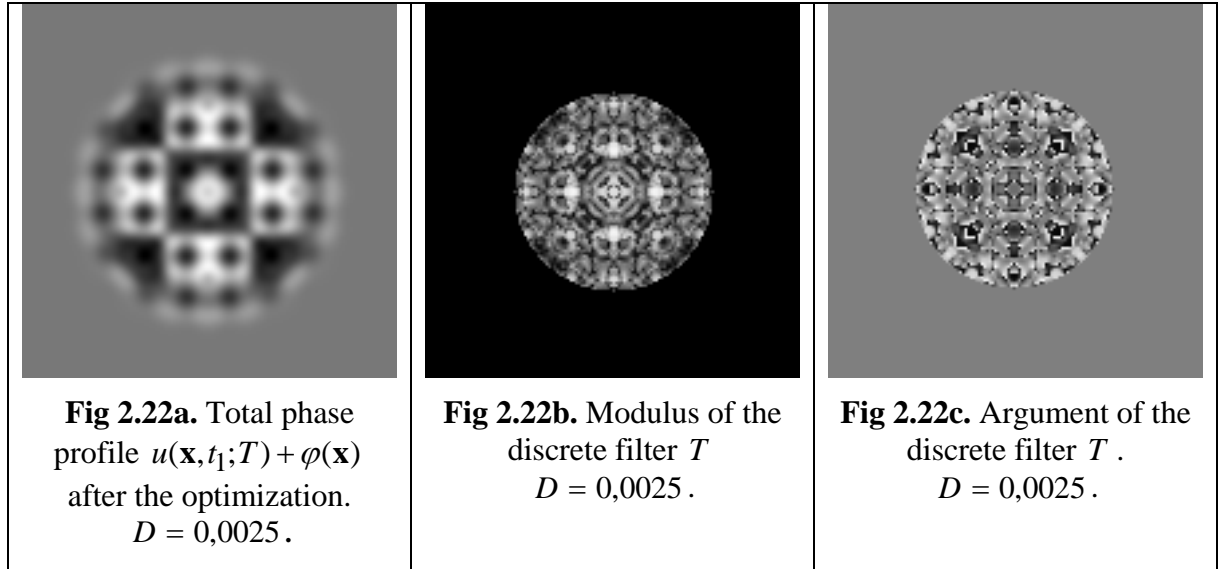 Fig 2.22a. Total phase
profile u(x,t₁;T)+φ(x)
after the optimization.
D = 0,0025.
Fig 2.22b. Modulus of the
discrete filter T
D = 0,0025.
Fig 2.22c. Argument of the
discrete filter T .
D = 0,0025.